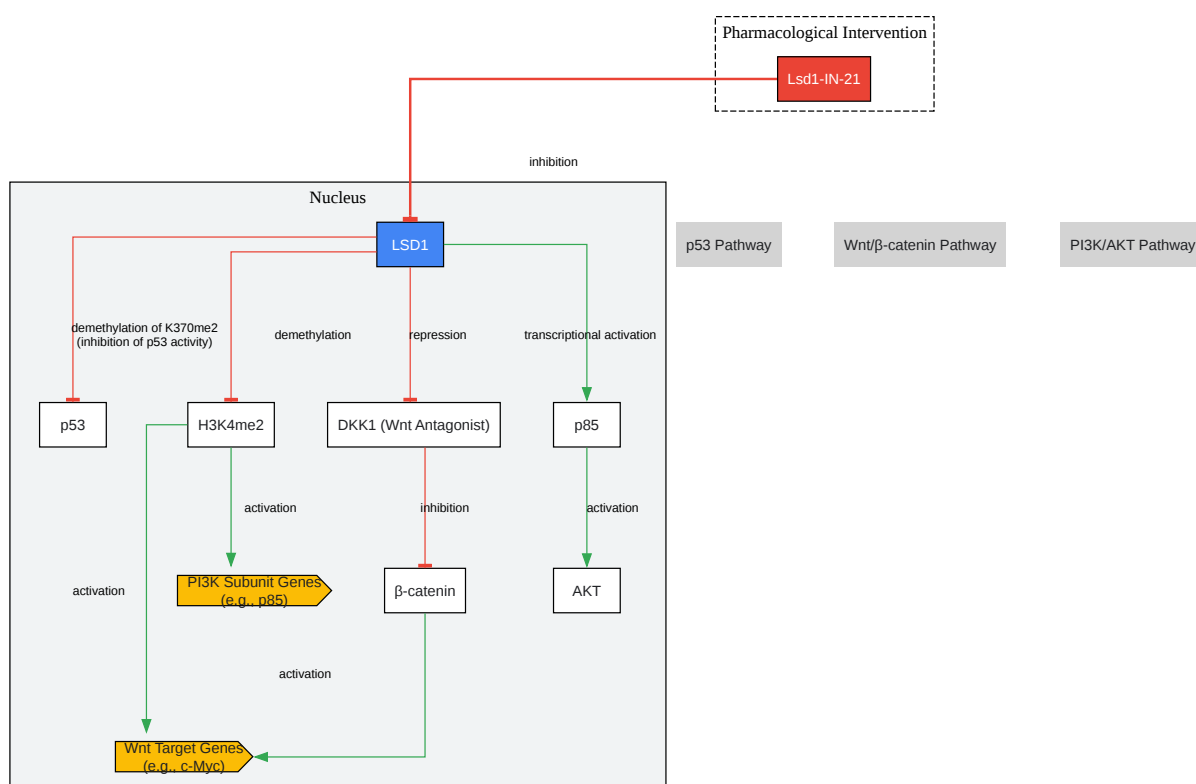 Pharmacological Intervention
Lsd1-IN-21
inhibition
Nucleus
LSD1
p53 Pathway
Wnt/β-catenin Pathway
PI3K/AKT Pathway
demethylation of K370me2
(inhibition of p53 activity)
demethylation
repression
transcriptional activation
p53
H3K4me2
DKK1 (Wnt Antagonist)
p85
activation
inhibition
activation
PI3K Subunit Genes
(e.g., p85)
activation
β-catenin
AKT
activation
Wnt Target Genes
(e.g., c-Myc)